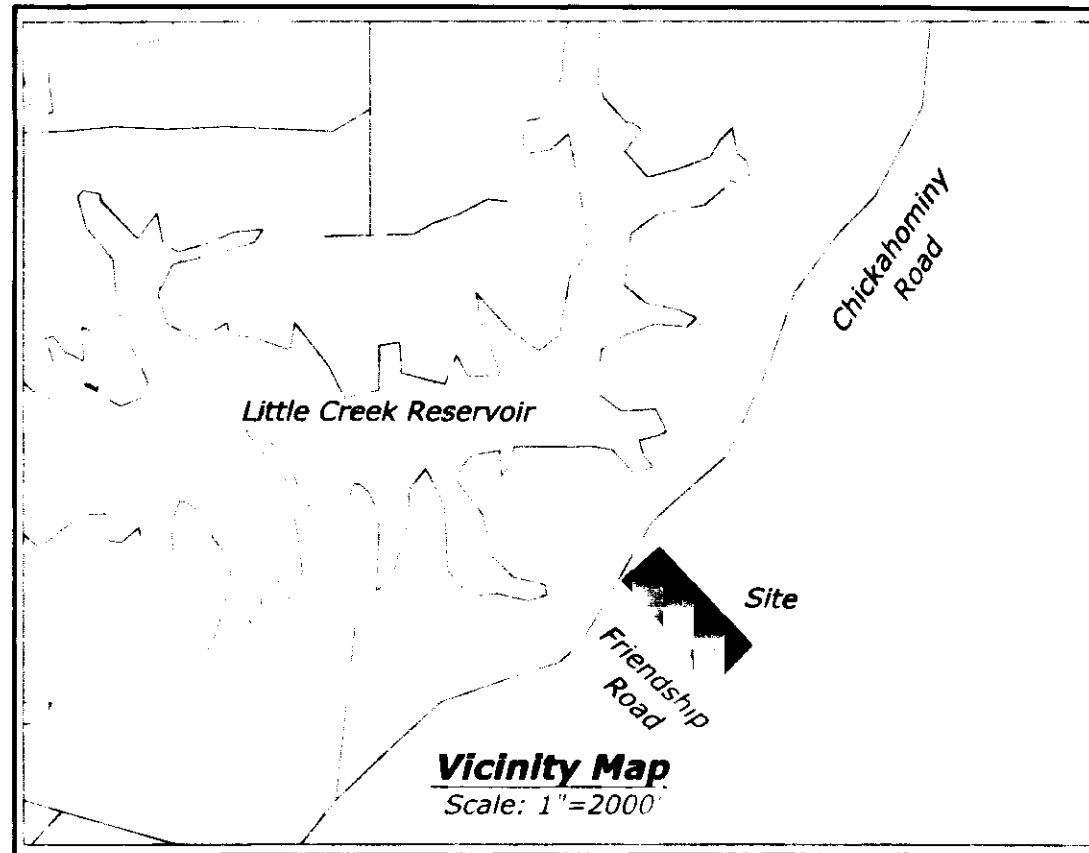 Chickahominy
Road
Little Creek Reservoir
Site
Friendship
Road
Vicinity Map
Scale: 1"=2000'